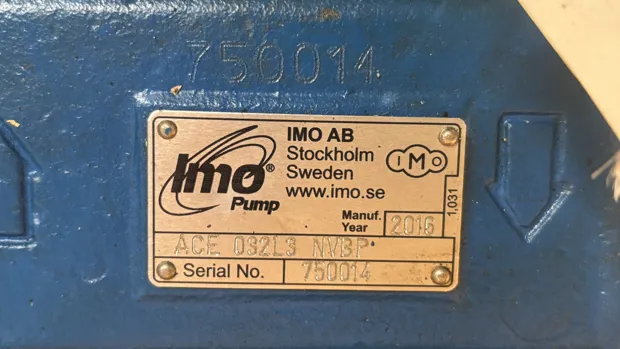 750014
Imo®
Pump
IMO AB
Stockholm
Sweden
www.imo.se
IMO
Manuf.
Year
2016
1,031
ACE 032L3 NVBP
Serial No.
750014